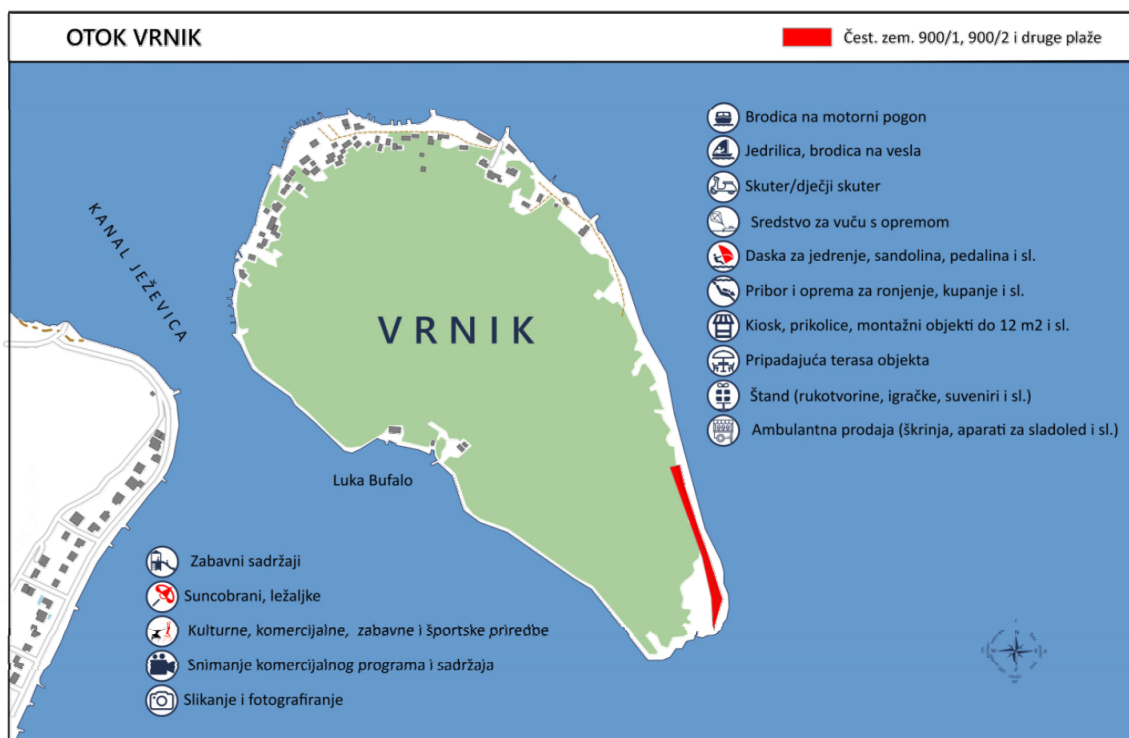 OTOK VRNIK
Čest. zem. 900/1, 900/2 i druge plaže
Brodica na motorni pogon
Jedrilica, brodica na vesla
Skuter/dječji skuter
Sredstvo za vuču s opremom
Daska za jedrenje, sandolina, pedalina i sl.
Pribor i oprema za ronjenje, kupanje i sl.
Kiosk, prikolice, montažni objekti do 12 m2 i sl.
Pripadajuća terasa objekta
Štand (rukotvorine, igračke, suveniri i sl.)
Ambulantna prodaja (škrinja, aparati za sladoled i sl.)
KANAL JEŽEVICA
VRNIK
Luka Bufalo
Zabavni sadržaji
Suncobrani, ležaljke
Kulturne, komercijalne, zabavne i športske priredbe
Snimanje komercijalnog programa i sadržaja
Slikanje i fotografiranje